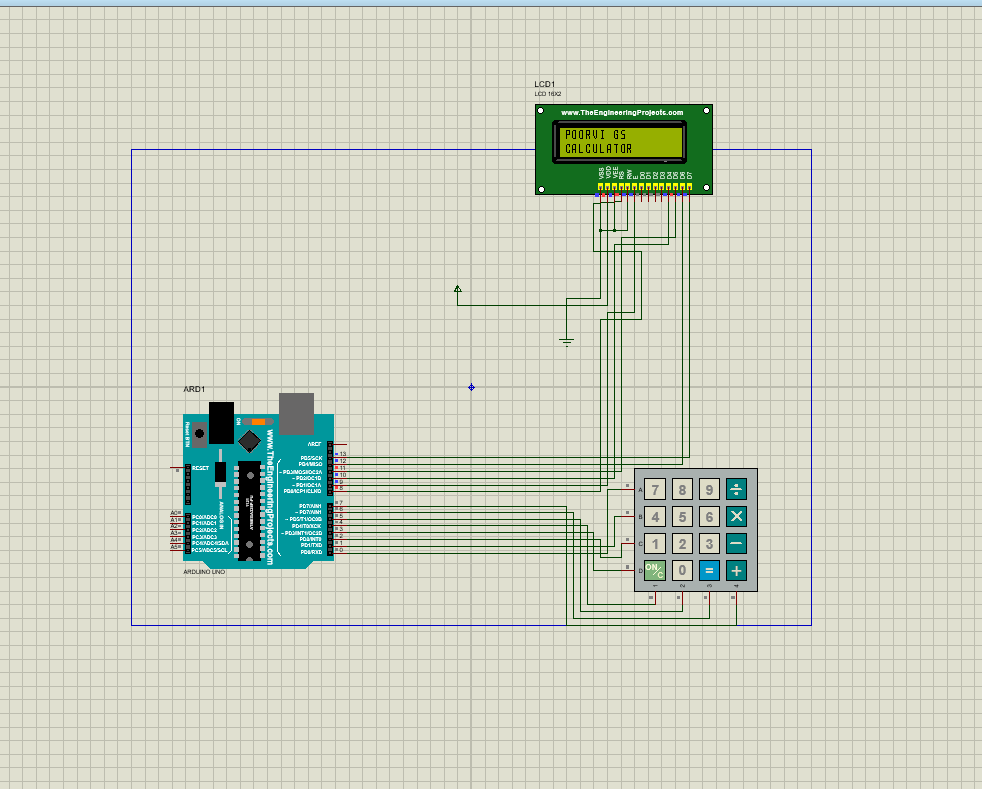 LCD1
LCD 16X2
www.TheEngineeringProjects.com
POORVI GS
CALCULATOR
VSS
VDD
VEE
RS
RW
E
D0
D1
D2
D3
D4
D5
D6
D7
ARD1
Reset BTN
ON
www.TheEngineeringProjects.com
AREF
13
PB5/SCK
12
PB4/MISO
11
~ PB3/MOSI/OC2A
10
~ PB2/OC1B
9
~ PB1/OC1A
8
PB0/ICP1/CLKO
RESET
7
PD7/AIN1
6
~ PD6/AIN0
5
~ PD5/T1/OC0B
4
PD4/T0/XCK
3
~ PD3/INT1/OC2B
2
PD2/INT0
1
PD1/TXD
0
PD0/RXD
ANALOG IN
A0
PC0/ADC0
A1
PC1/ADC1
A2
PC2/ADC2
A3
PC3/ADC3
A4
PC4/ADC4/SDA
A5
PC5/ADC5/SCL
ARDUINO UNO
A 7 8 9 ÷
B 4 5 6 ×
C 1 2 3 −
D ON/C 0 = +
1 2 3 4